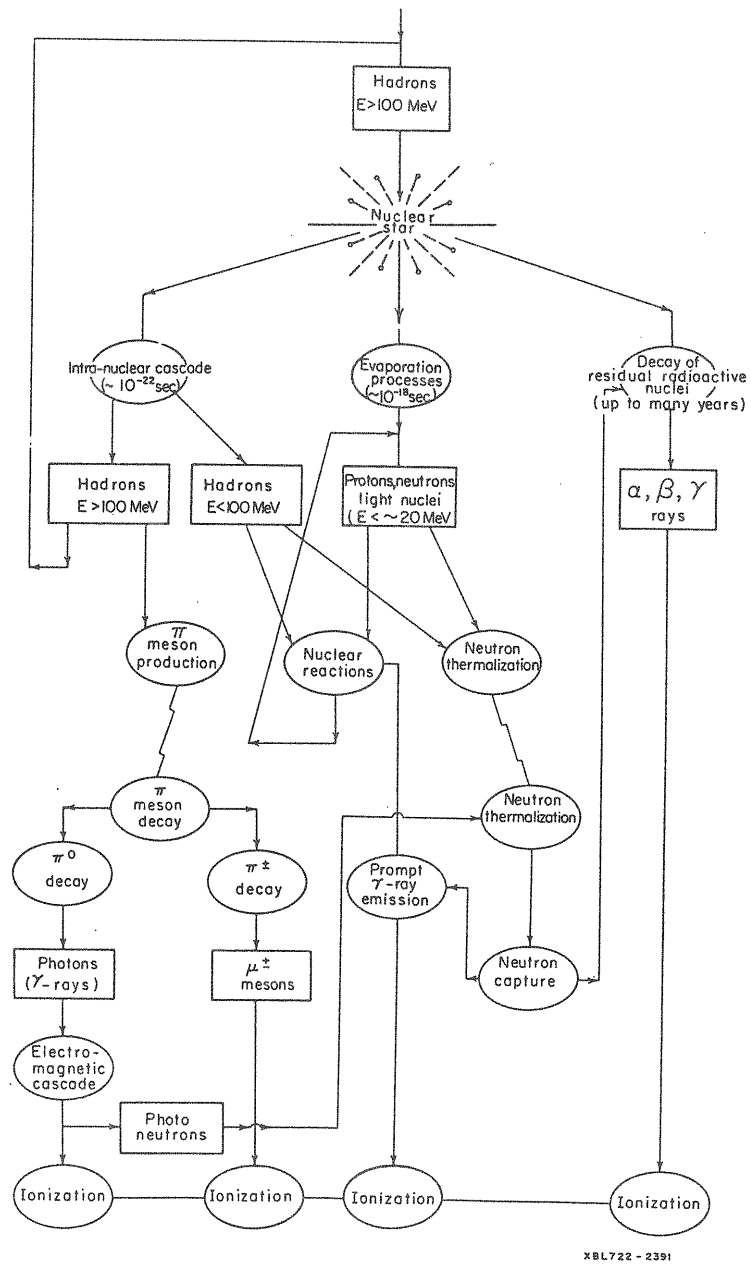 Hadrons
E>100 MeV
Nuclear
star
Intra-nuclear cascade
(~ 10⁻²² sec)
Evaporation
processes
(~10⁻¹⁸sec)
Decay of
residual radioactive
nuclei
(up to many years)
Hadrons
E >100 MeV
Hadrons
E<100 MeV
Protons,neutrons
light nuclei
( E < ~ 20 MeV
α, β, γ
rays
π
meson
production
Nuclear
reactions
Neutron
thermalization
π
meson
decay
Neutron
thermalization
π⁰
decay
π±
decay
Prompt
γ-ray
emission
Photons
(γ-rays)
μ±
mesons
Neutron
capture
Electro-
magnetic
cascade
Photo
neutrons
Ionization
Ionization
Ionization
Ionization
XBL722-2391